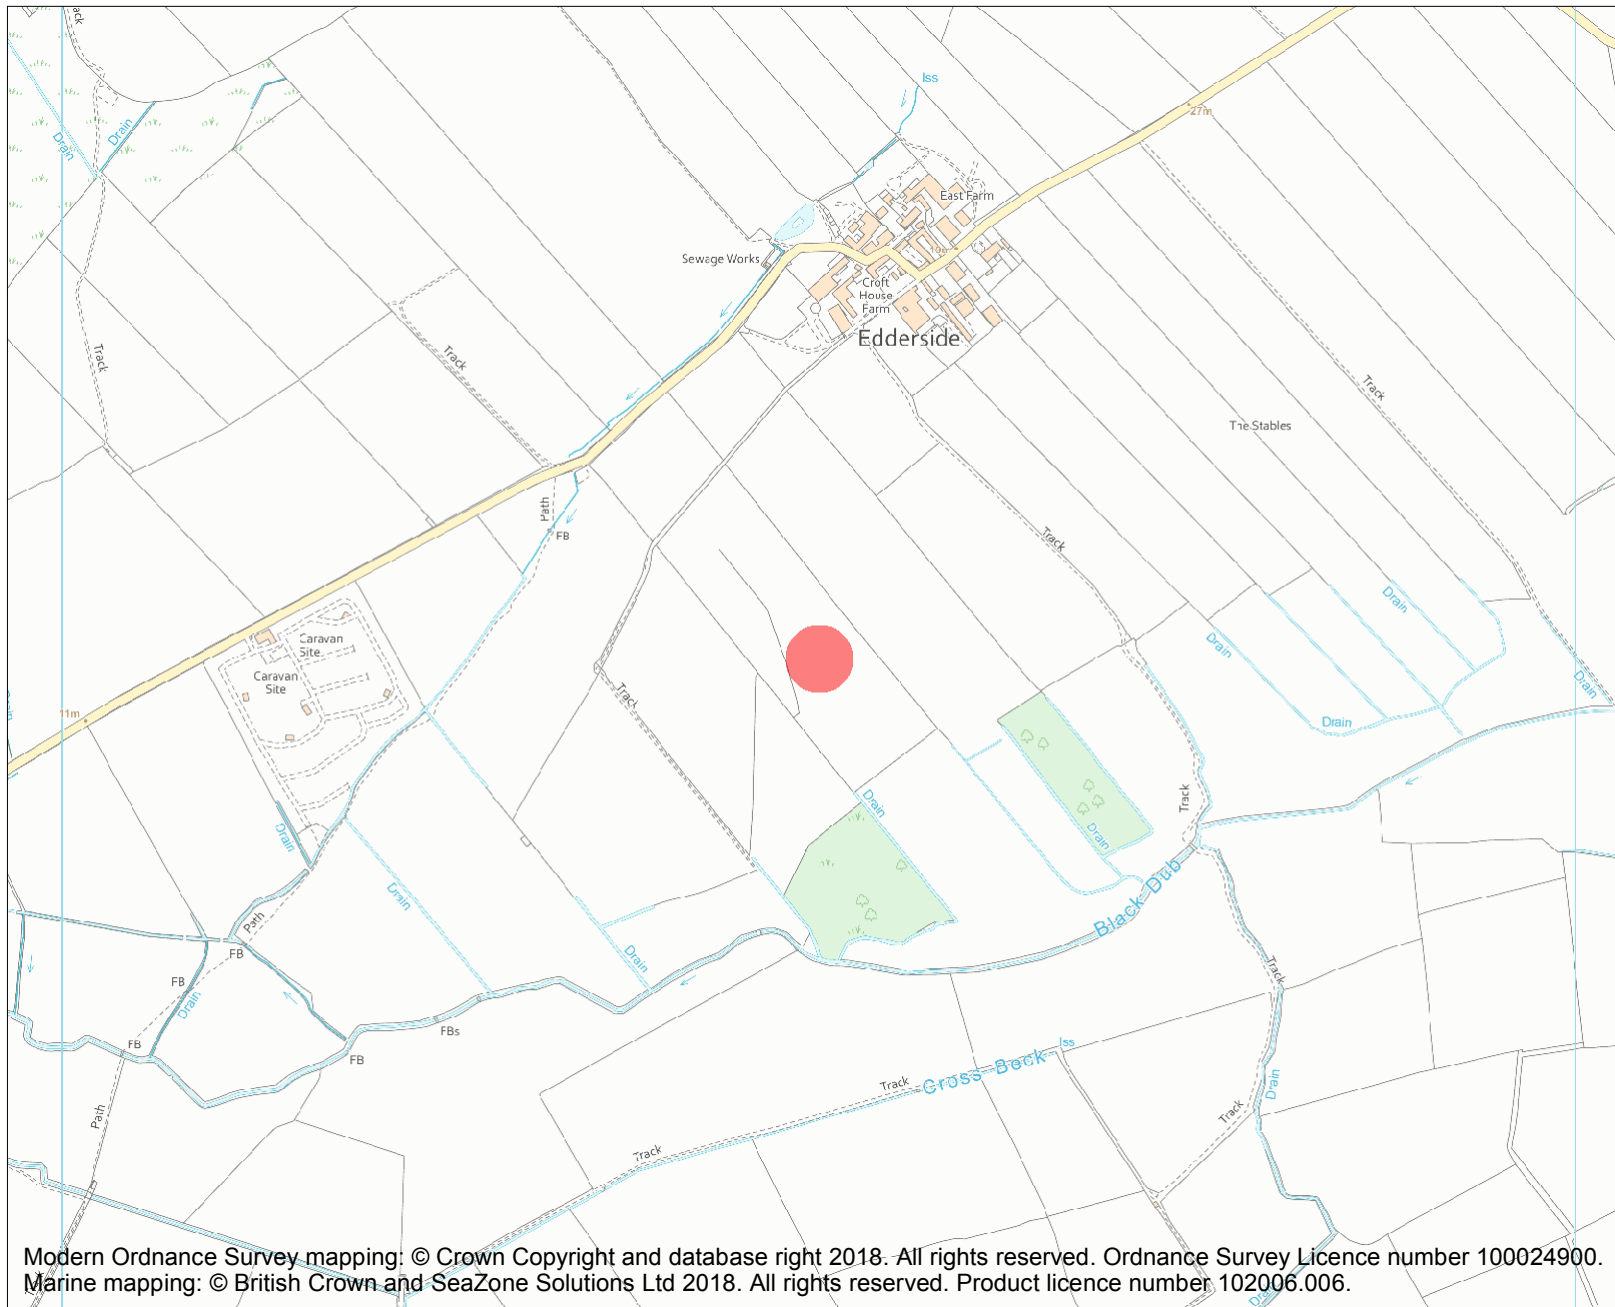 Track
Iss
27m
Drain
Drain
East Farm
10m
Sewage Works
Croft
House
Farm
Edderside
Track
Track
Track
The Stables
Path
FB
Track
Drain
Drain
Drain
Drain
Caravan
Site
Caravan
Site
Track
11m
Track
Drain
Drain
Drain
Drain
Black Dub
Path
FB
Drain
FB
Drain
Track
FB
FBs
FB
Iss
Cross Beck
Track
Drain
Track
Path
Track
Drain
Modern Ordnance Survey mapping: © Crown Copyright and database right 2018. All rights reserved. Ordnance Survey Licence number 100024900.
Marine mapping: © British Crown and SeaZone Solutions Ltd 2018. All rights reserved. Product licence number 102006.006.